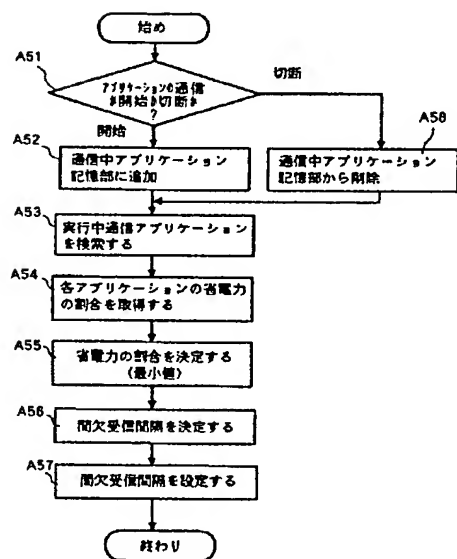 始め
A51
アプリケーションの通信
が開始か切断か
?
切断
開始
A52
通信中アプリケーション
記憶部に追加
A58
通信中アプリケーション
記憶部から削除
A53
実行中通信アプリケーション
を検索する
A54
各アプリケーションの省電力
の割合を取得する
A55
省電力の割合を決定する
(最小値)
A56
間欠受信間隔を決定する
A57
間欠受信間隔を設定する
終わり